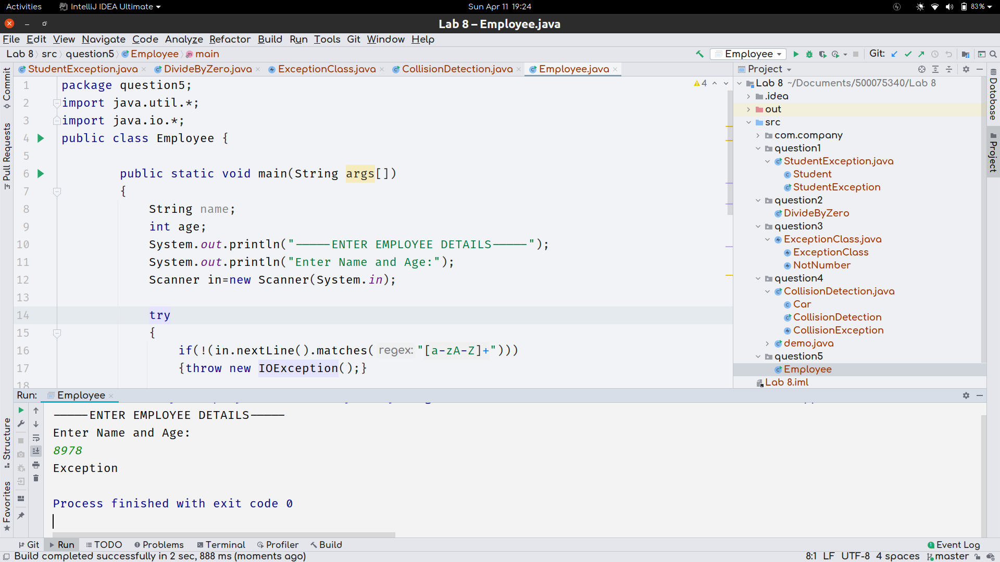 Activities
IntelliJ IDEA Ultimate
Sun Apr 11 19:24
83%
Lab 8 – Employee.java
File Edit View Navigate Code Analyze Refactor Build Run Tools Git Window Help
Lab 8 src question5 Employee main
Employee
Git:
StudentException.java
DivideByZero.java
ExceptionClass.java
CollisionDetection.java
Employee.java
Commit
Pull Requests
Structure
Favorites
4
1 package question5;
2 import java.util.*;
3 import java.io.*;
4 public class Employee {
5
6 public static void main(String args[])
7 {
8 String name;
9 int age;
10 System.out.println("-----ENTER EMPLOYEE DETAILS-----");
11 System.out.println("Enter Name and Age:");
12 Scanner in=new Scanner(System.in);
13
14 try
15 {
16 if(!(in.nextLine().matches( regex: "[a-zA-Z]+")))
17 {throw new IOException();}
18
Project
Lab 8 ~/Documents/500075340/Lab 8
.idea
out
src
com.company
question1
StudentException.java
Student
StudentException
question2
DivideByZero
question3
ExceptionClass.java
ExceptionClass
NotNumber
question4
CollisionDetection.java
Car
CollisionDetection
CollisionException
demo.java
question5
Employee
Lab 8.iml
Database
Project
Run: Employee
-----ENTER EMPLOYEE DETAILS-----
Enter Name and Age:
8978
Exception
Process finished with exit code 0
Git Run TODO Problems Terminal Profiler Build
1 Event Log
Build completed successfully in 2 sec, 888 ms (moments ago)
8:1 LF UTF-8 4 spaces master